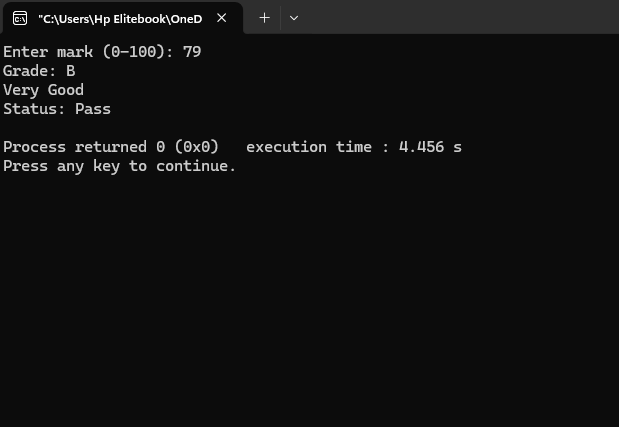 "C:\Users\Hp Elitebook\OneD
Enter mark (0-100): 79
Grade: B
Very Good
Status: Pass
Process returned 0 (0x0)   execution time : 4.456 s
Press any key to continue.